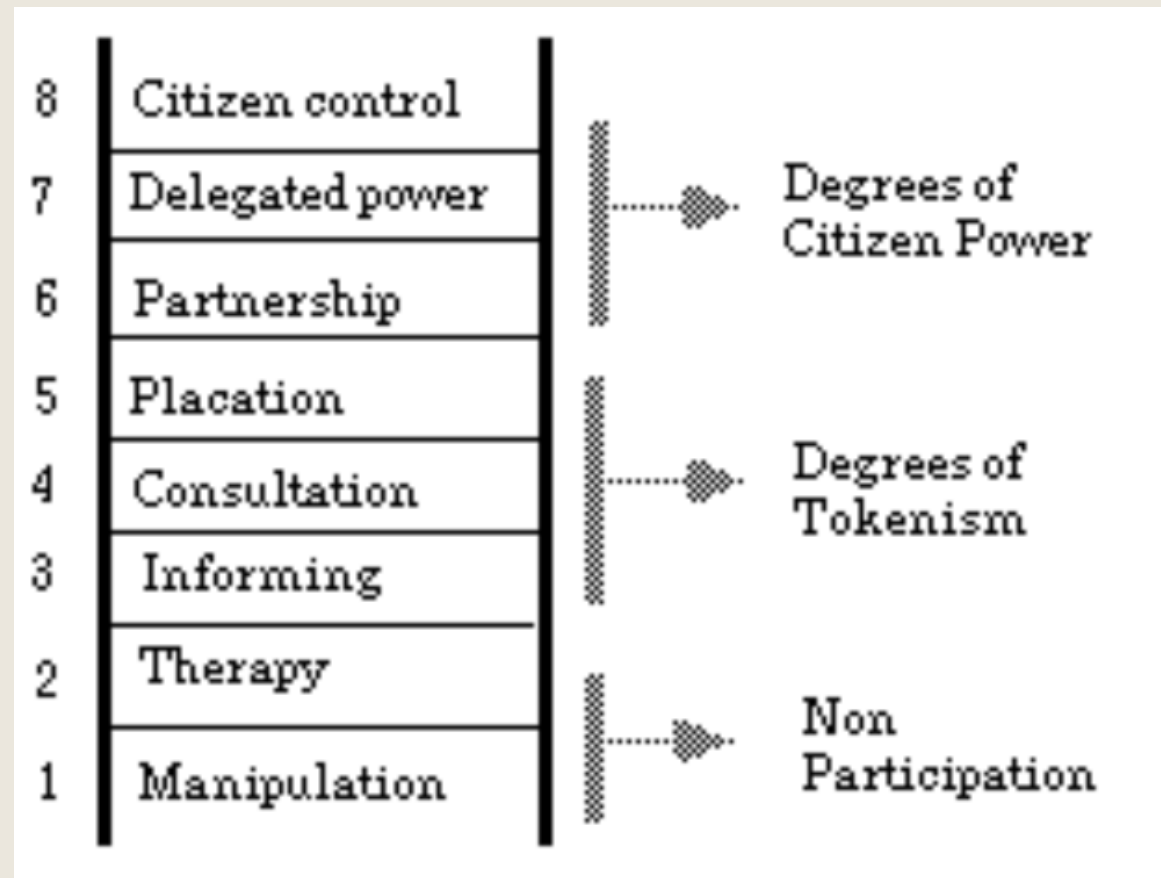 8 Citizen control
7 Delegated power
Degrees of
Citizen Power
6 Partnership
5 Placation
4 Consultation
Degrees of
Tokenism
3 Informing
2 Therapy
1 Manipulation
Non
Participation